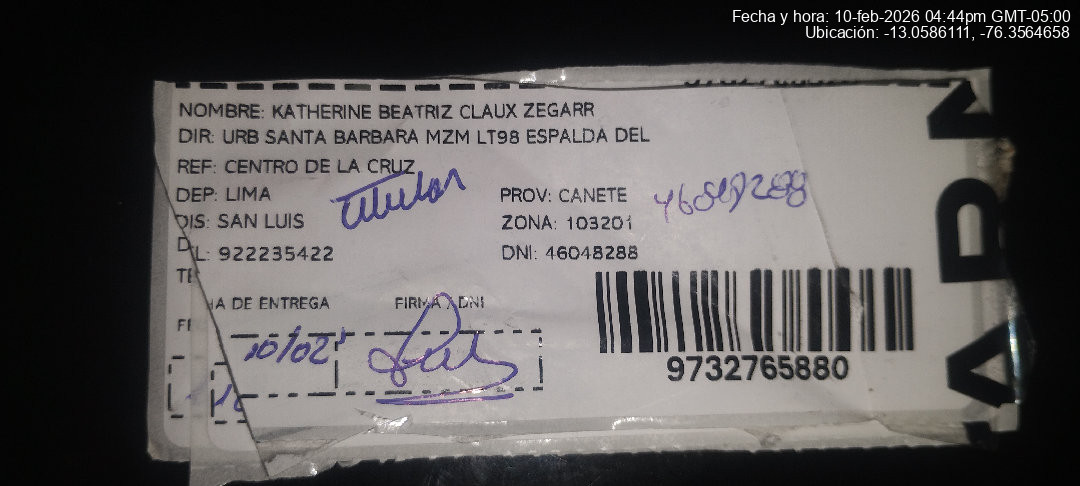 Fecha y hora: 10-feb-2026 04:44pm GMT-05:00
Ubicación: -13.0586111, -76.3564658
NOMBRE: KATHERINE BEATRIZ CLAUX ZEGARR
DIR: URB SANTA BARBARA MZM LT98 ESPALDA DEL
REF: CENTRO DE LA CRUZ
DEP: LIMA
PROV: CANETE
titular
DIS: SAN LUIS
ZONA: 103201
L: 922235422
DNI: 46048288
TE
HA DE ENTREGA
FIRMA / DNI
10/02
9732765880